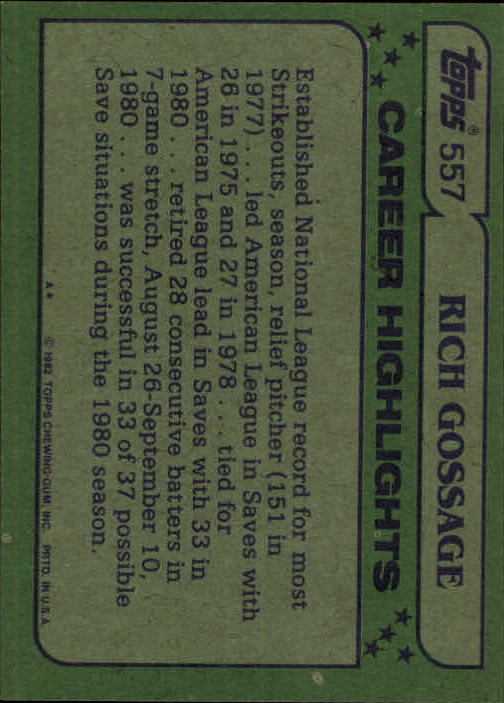 topps® 557
RICH GOSSAGE
CAREER HIGHLIGHTS
Established National League record for most
Strikeouts, season, relief pitcher (151 in
1977) . . . led American League in Saves with
26 in 1975 and 27 in 1978 . . . tied for
American League lead in Saves with 33 in
1980 . . . retired 28 consecutive batters in
7-game stretch, August 26-September 10,
1980 . . . was successful in 33 of 37 possible
Save situations during the 1980 season.
A* © 1982 TOPPS CHEWING GUM, INC. PRTD. IN U.S.A.